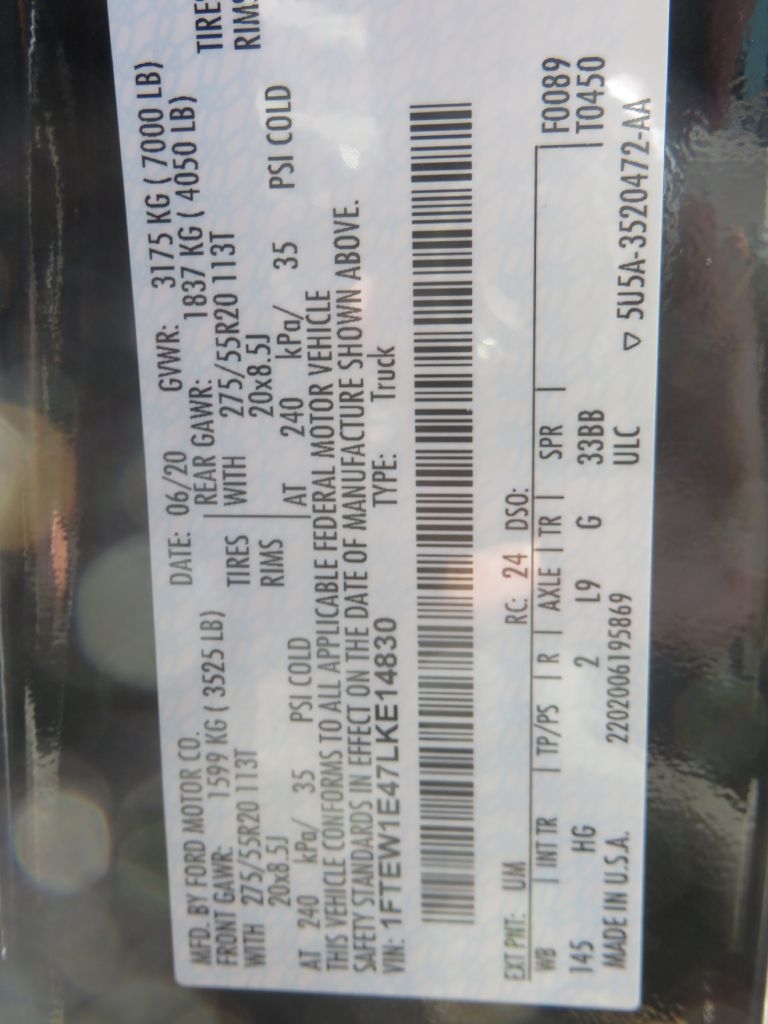 MFD. BY FORD MOTOR CO. DATE: 06/20 GVWR: 3175 KG ( 7000 LB)
FRONT GAWR: 1599 KG ( 3525 LB) REAR GAWR: 1837 KG ( 4050 LB)
WITH 275/55R20 113T TIRES WITH 275/55R20 113T TIRES
20x8.5J RIMS 20x8.5J RIMS
AT 240 kPa/ 35 PSI COLD AT 240 kPa/ 35 PSI COLD
THIS VEHICLE CONFORMS TO ALL APPLICABLE FEDERAL MOTOR VEHICLE
SAFETY STANDARDS IN EFFECT ON THE DATE OF MANUFACTURE SHOWN ABOVE.
VIN: 1FTEW1E47LKE14830 TYPE: Truck
EXT PNT: UM RC: 24 DSO: F0089
WB INT TR TP/PS R AXLE TR SPR T0450
145 HG 2 L9 G 33BB
MADE IN U.S.A. 2202006195869 ULC ▽ 5U5A-3520472-AA